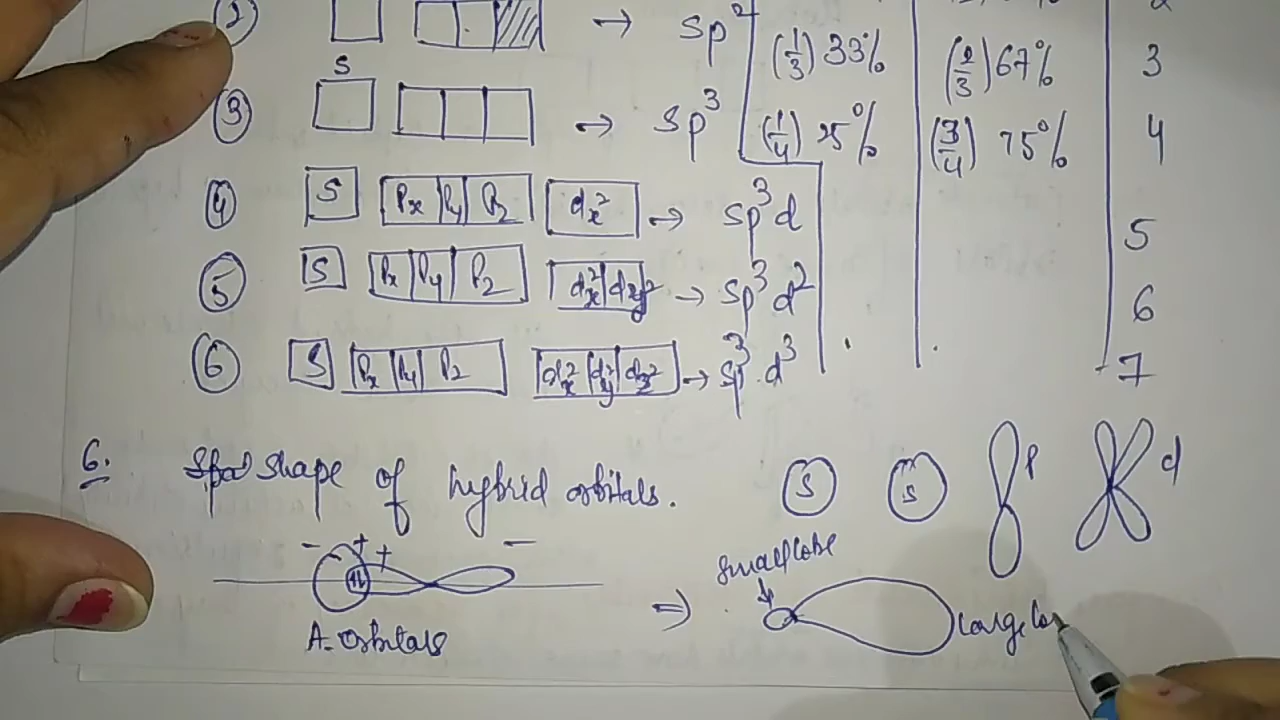 2 → sp² (1/3) 33% (2/3) 67% 3
S
3 → sp³ (1/4) 25% (3/4) 75% 4
4 S Px Py Pz dx² → sp³d 5
5 S Px Py Pz dx² → sp³d² 6
6 S Px Py Pz dx² dy² dz² → sp³d³ 7
6. shape of hybrid orbitals. S S P d
- + + -
small lobe
⇒ large lo
A-orbitals